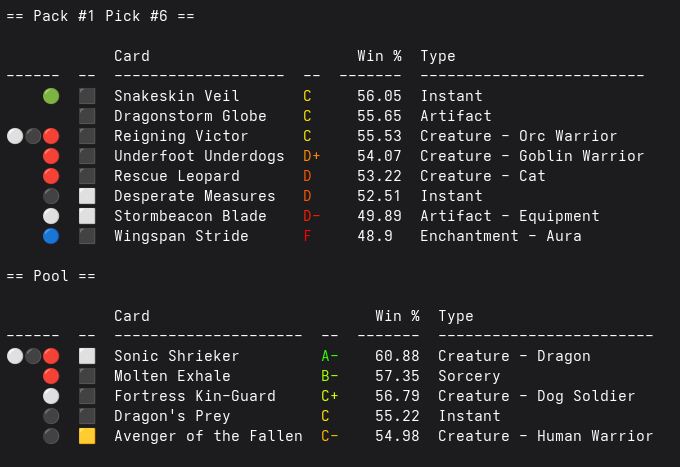 == Pack #1 Pick #6 ==
Card Win % Type
------ -- ------------------- -- ------- -------------------------
Snakeskin Veil C 56.05 Instant
Dragonstorm Globe C 55.65 Artifact
Reigning Victor C 55.53 Creature - Orc Warrior
Underfoot Underdogs D+ 54.07 Creature - Goblin Warrior
Rescue Leopard D 53.22 Creature - Cat
Desperate Measures D 52.51 Instant
Stormbeacon Blade D- 49.89 Artifact - Equipment
Wingspan Stride F 48.9 Enchantment - Aura
== Pool ==
Card Win % Type
------ -- --------------------- -- ------- ------------------------
Sonic Shrieker A- 60.88 Creature - Dragon
Molten Exhale B- 57.35 Sorcery
Fortress Kin-Guard C+ 56.79 Creature - Dog Soldier
Dragon's Prey C 55.22 Instant
Avenger of the Fallen C- 54.98 Creature - Human Warrior